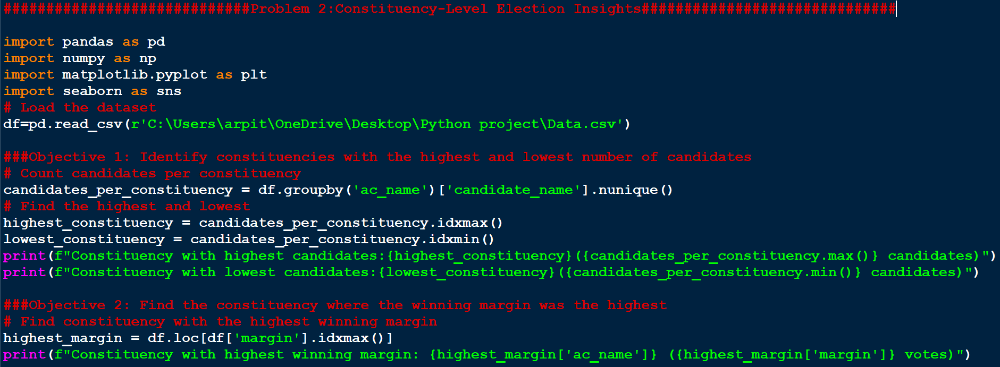 #############################Problem 2:Constituency-Level Election Insights##############################
import pandas as pd
import numpy as np
import matplotlib.pyplot as plt
import seaborn as sns
# Load the dataset
df=pd.read_csv(r'C:\Users\arpit\OneDrive\Desktop\Python project\Data.csv')
###Objective 1: Identify constituencies with the highest and lowest number of candidates
# Count candidates per constituency
candidates_per_constituency = df.groupby('ac_name')['candidate_name'].nunique()
# Find the highest and lowest
highest_constituency = candidates_per_constituency.idxmax()
lowest_constituency = candidates_per_constituency.idxmin()
print(f"Constituency with highest candidates:{highest_constituency}({candidates_per_constituency.max()} candidates)")
print(f"Constituency with lowest candidates:{lowest_constituency}({candidates_per_constituency.min()} candidates)")
###Objective 2: Find the constituency where the winning margin was the highest
# Find constituency with the highest winning margin
highest_margin = df.loc[df['margin'].idxmax()]
print(f"Constituency with highest winning margin: {highest_margin['ac_name']} ({highest_margin['margin']} votes)")